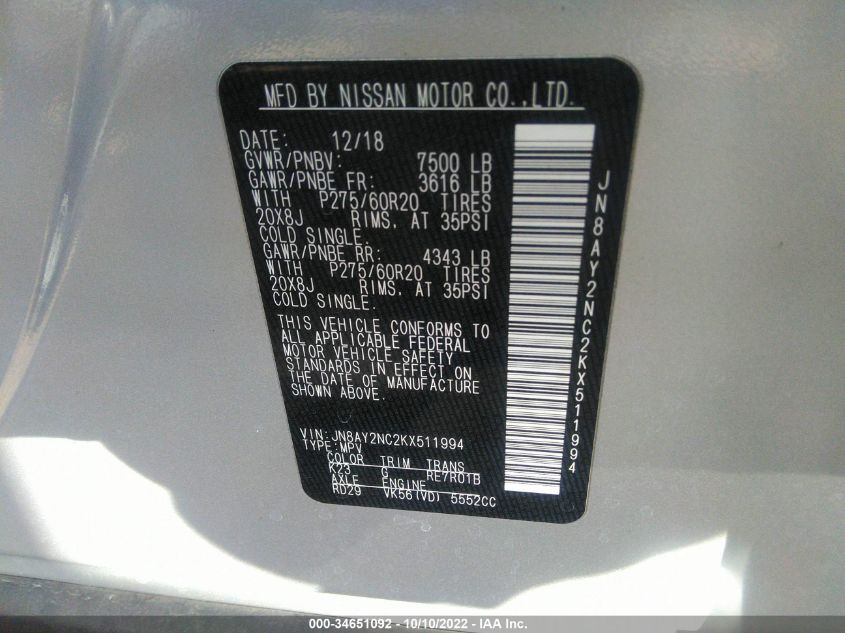 MFD BY NISSAN MOTOR CO.,LTD.
DATE: 12/18
GVWR/PNBV: 7500 LB
GAWR/PNBE FR: 3616 LB
WITH P275/60R20 TIRES
20X8J RIMS, AT 35PSI
COLD SINGLE.
GAWR/PNBE RR: 4343 LB
WITH P275/60R20 TIRES
20X8J RIMS, AT 35PSI
COLD SINGLE.
THIS VEHICLE CONFORMS TO
ALL APPLICABLE FEDERAL
MOTOR VEHICLE SAFETY
STANDARDS IN EFFECT ON
THE DATE OF MANUFACTURE
SHOWN ABOVE.
VIN: JN8AY2NC2KX511994
TYPE: MPV
COLOR TRIM TRANS
K23 G RE7R01B
AXLE ENGINE
RD29 VK56(VD) 5552CC
JN8AY2NC2KX511994
000-34651092 - 10/10/2022 - IAA Inc.